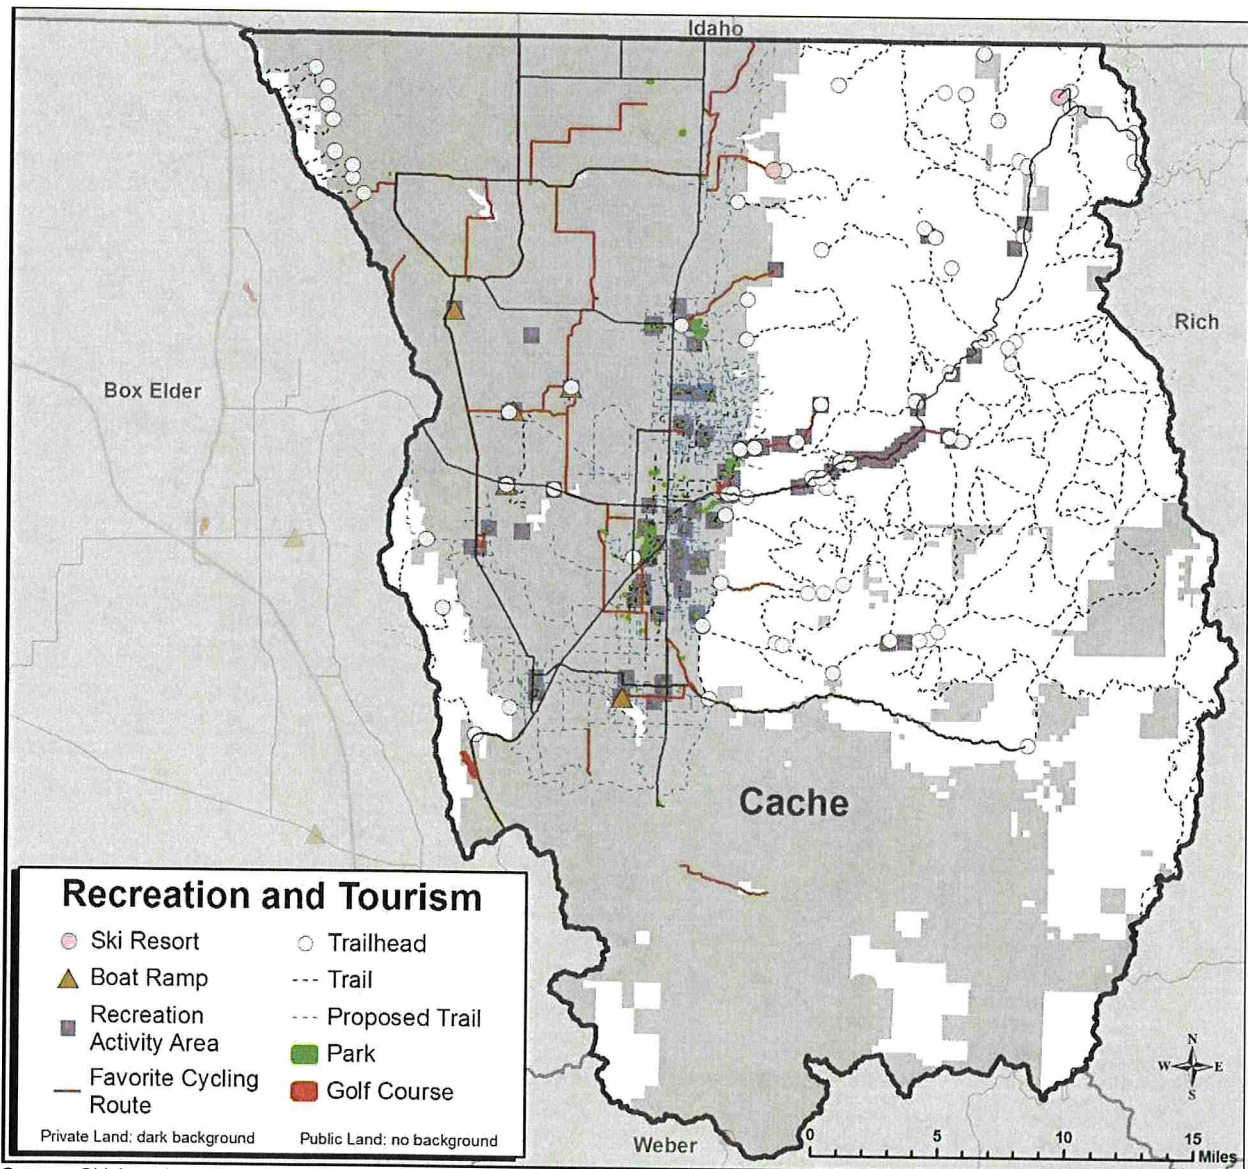 Idaho
Rich
Box Elder
Cache
Recreation and Tourism
Ski Resort
Trailhead
Boat Ramp
Trail
Recreation
Activity Area
Proposed Trail
Park
Favorite Cycling
Route
Golf Course
Private Land: dark background
Public Land: no background
Weber
N
W E
S
0 5 10 15
Miles